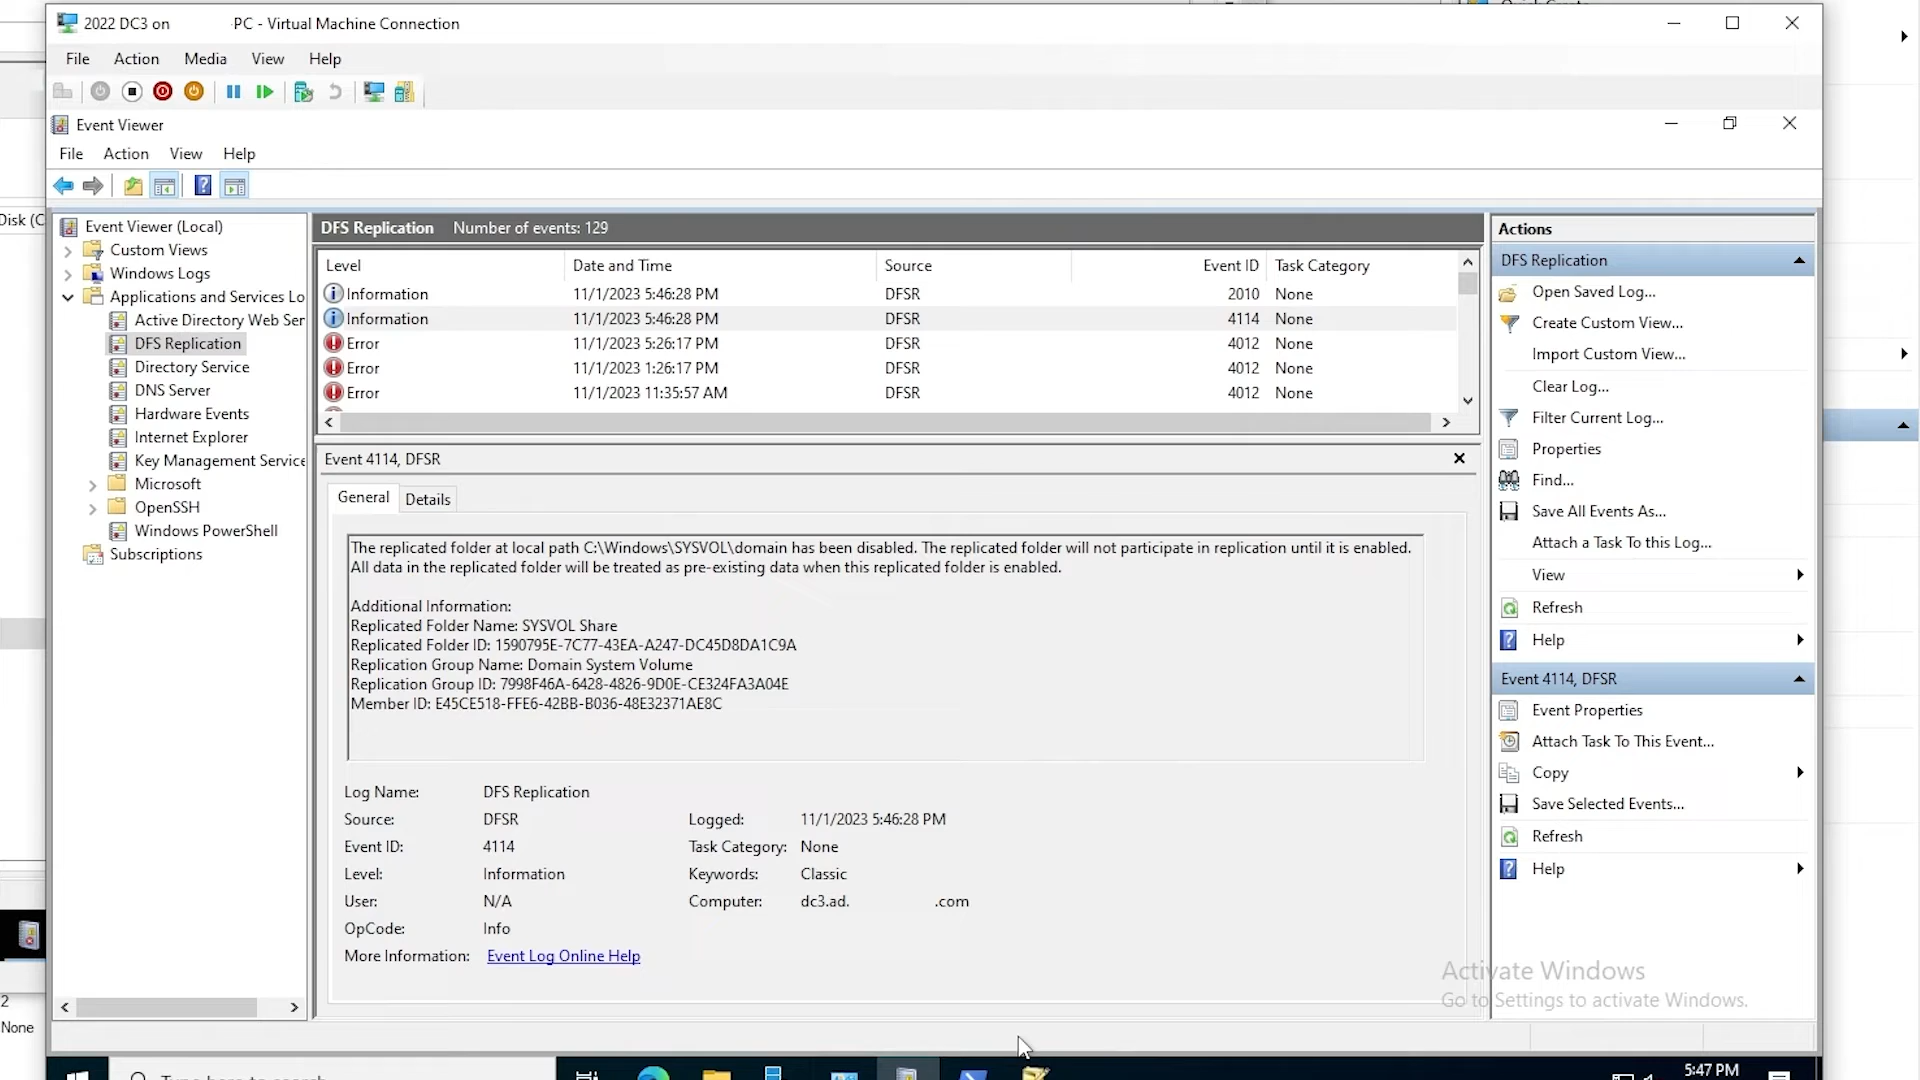 2022 DC3 on PC - Virtual Machine Connection
File Action Media View Help
Event Viewer
File Action View Help
Disk (C
Event Viewer (Local)
Custom Views
Windows Logs
Applications and Services Lo
Active Directory Web Ser
DFS Replication
Directory Service
DNS Server
Hardware Events
Internet Explorer
Key Management Service
Microsoft
OpenSSH
Windows PowerShell
Subscriptions
DFS Replication Number of events: 129
Level Date and Time Source Event ID Task Category
Information 11/1/2023 5:46:28 PM DFSR 2010 None
Information 11/1/2023 5:46:28 PM DFSR 4114 None
Error 11/1/2023 5:26:17 PM DFSR 4012 None
Error 11/1/2023 1:26:17 PM DFSR 4012 None
Error 11/1/2023 11:35:57 AM DFSR 4012 None
Event 4114, DFSR
General Details
The replicated folder at local path C:\Windows\SYSVOL\domain has been disabled. The replicated folder will not participate in replication until it is enabled.
All data in the replicated folder will be treated as pre-existing data when this replicated folder is enabled.
Additional Information:
Replicated Folder Name: SYSVOL Share
Replicated Folder ID: 1590795E-7C77-43EA-A247-DC45D8DA1C9A
Replication Group Name: Domain System Volume
Replication Group ID: 7998F46A-6428-4826-9D0E-CE324FA3A04E
Member ID: E45CE518-FFE6-42BB-B036-48E32371AE8C
Log Name: DFS Replication
Source: DFSR Logged: 11/1/2023 5:46:28 PM
Event ID: 4114 Task Category: None
Level: Information Keywords: Classic
User: N/A Computer: dc3.ad. .com
OpCode: Info
More Information: Event Log Online Help
Actions
DFS Replication
Open Saved Log...
Create Custom View...
Import Custom View...
Clear Log...
Filter Current Log...
Properties
Find...
Save All Events As...
Attach a Task To this Log...
View
Refresh
Help
Event 4114, DFSR
Event Properties
Attach Task To This Event...
Copy
Save Selected Events...
Refresh
Help
Activate Windows
Go to Settings to activate Windows.
2
None
5:47 PM